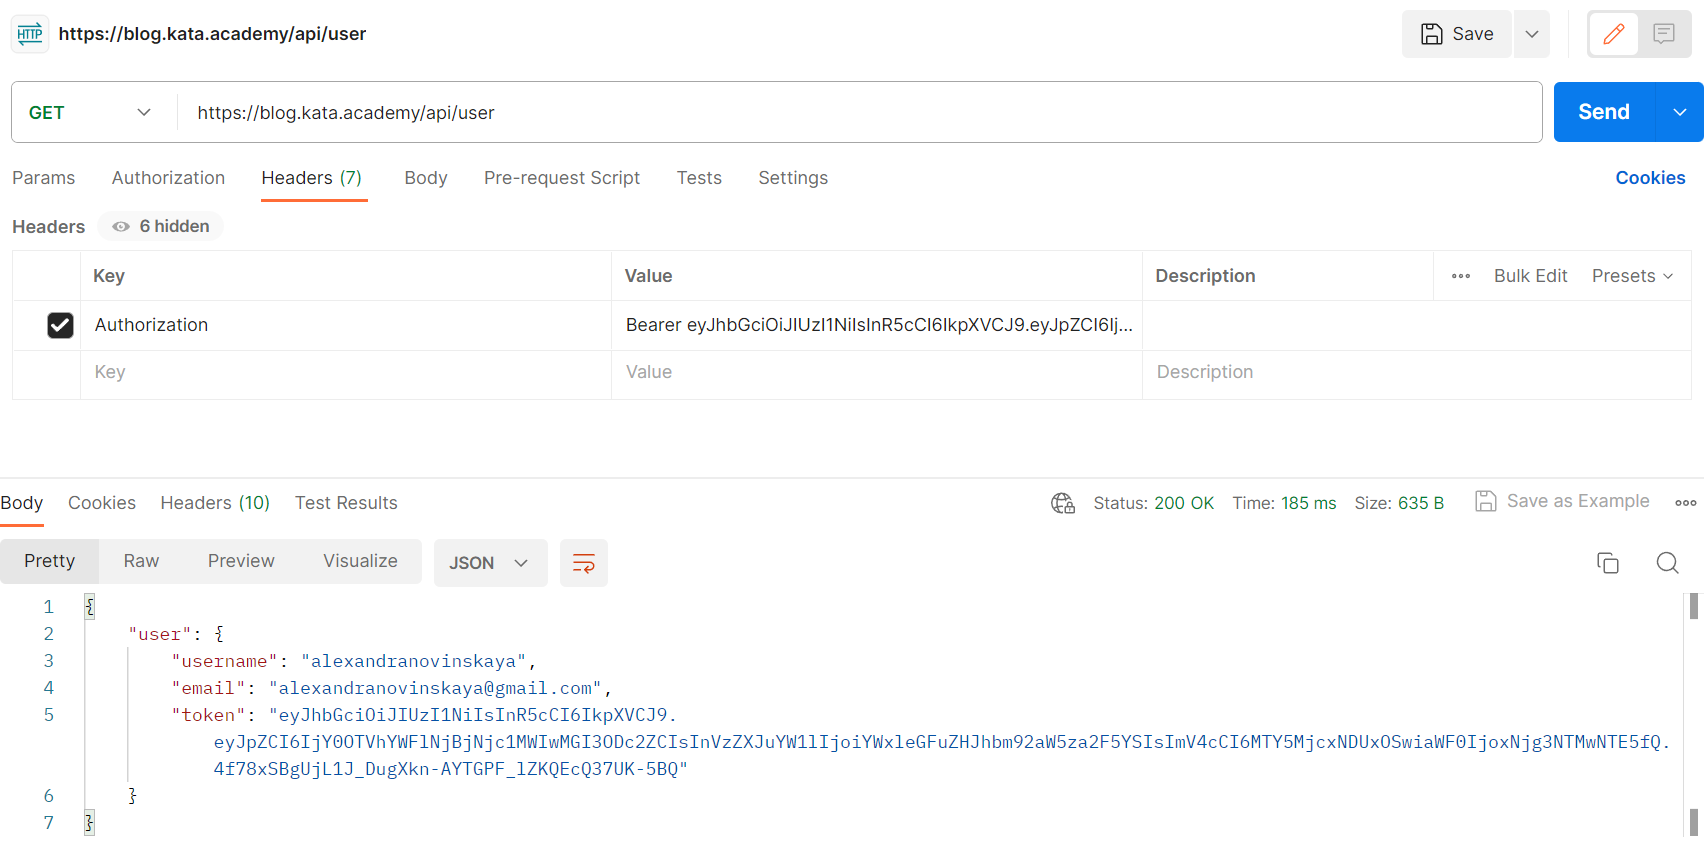 HTTP https://blog.kata.academy/api/user Save
GET https://blog.kata.academy/api/user Send
Params Authorization Headers (7) Body Pre-request Script Tests Settings Cookies
Headers 6 hidden
Key Value Description Bulk Edit Presets
Authorization Bearer eyJhbGciOiJIUzI1NiIsInR5cCI6IkpXVCJ9.eyJpZCI6Ij...
Key Value Description
Body Cookies Headers (10) Test Results Status: 200 OK Time: 185 ms Size: 635 B Save as Example
Pretty Raw Preview Visualize JSON
1 {
2 "user": {
3 "username": "alexandranovinskaya",
4 "email": "alexandranovinskaya@gmail.com",
5 "token": "eyJhbGciOiJIUzI1NiIsInR5cCI6IkpXVCJ9.
eyJpZCI6IjY0OTVhYWFlNjBjNjc1MWIwMGI3ODc2ZCIsInVzZXJuYW1lIjoiYWxleGFuZHJhbm92aW5za2F5YSIsImV4cCI6MTY5MjcxNDUxOSwiaWF0IjoxNjg3NTMwNTE5fQ.
4f78xSBgUjL1J_DugXkn-AYTGPF_lZKQEcQ37UK-5BQ"
6 }
7 }